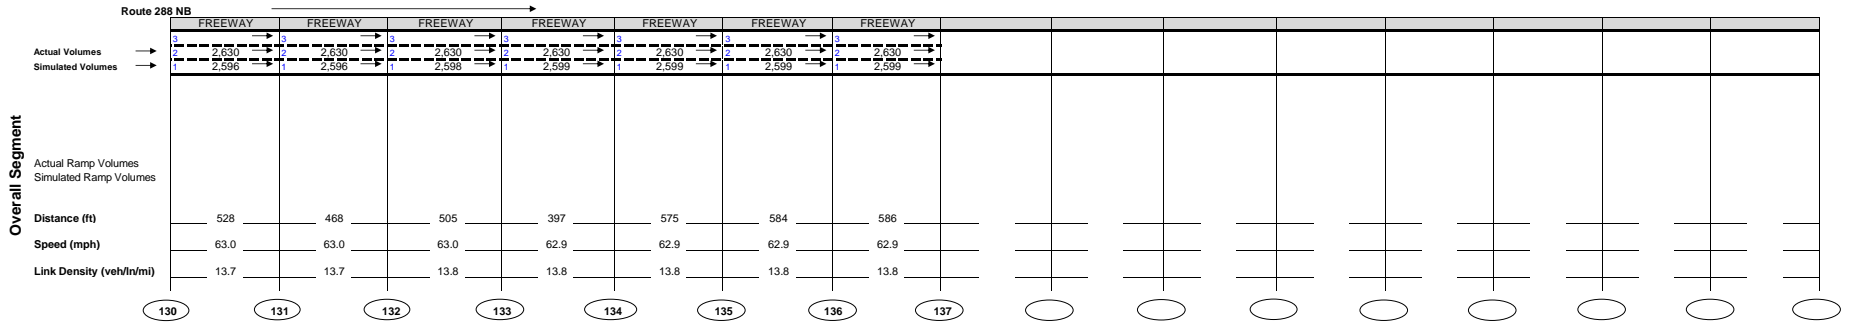 Route 288 NB
FREEWAY FREEWAY FREEWAY FREEWAY FREEWAY FREEWAY FREEWAY
3 3 3 3 3 3 3
Actual Volumes 2 2,630 2 2,630 2 2,630 2 2,630 2 2,630 2 2,630 2 2,630
Simulated Volumes 1 2,596 1 2,596 1 2,598 1 2,599 1 2,599 1 2,599 1 2,599
Overall Segment
Actual Ramp Volumes
Simulated Ramp Volumes
Distance (ft) 528 468 505 397 575 584 586
Speed (mph) 63.0 63.0 63.0 62.9 62.9 62.9 62.9
Link Density (veh/ln/mi) 13.7 13.7 13.8 13.8 13.8 13.8 13.8
130 131 132 133 134 135 136 137